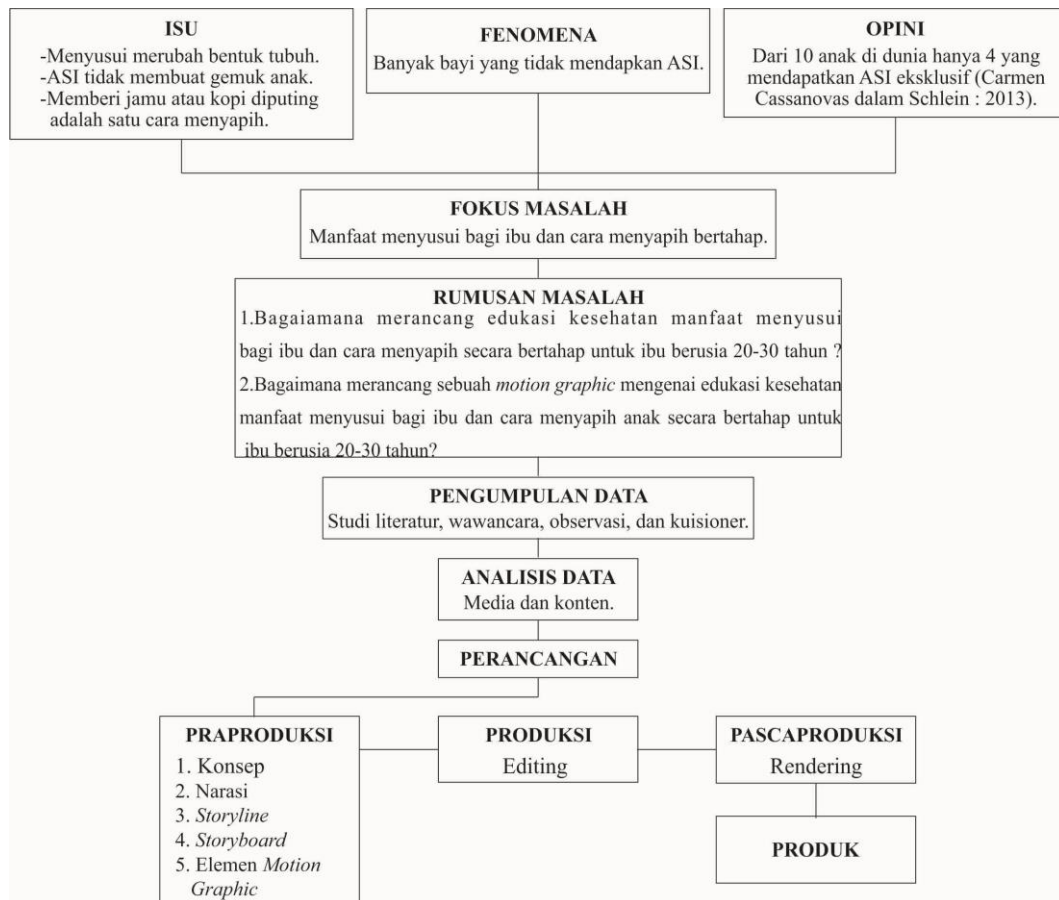 ISU
-Menyusui merubah bentuk tubuh.
-ASI tidak membuat gemuk anak.
-Memberi jamu atau kopi diputing
adalah satu cara menyapih.
FENOMENA
Banyak bayi yang tidak mendapkan ASI.
OPINI
Dari 10 anak di dunia hanya 4 yang
mendapatkan ASI eksklusif (Carmen
Cassanovas dalam Schlein : 2013).
FOKUS MASALAH
Manfaat menyusui bagi ibu dan cara menyapih bertahap.
RUMUSAN MASALAH
1.Bagaiamana merancang edukasi kesehatan manfaat menyusui
bagi ibu dan cara menyapih secara bertahap untuk ibu berusia 20-30 tahun ?
2.Bagaimana merancang sebuah motion graphic mengenai edukasi kesehatan
manfaat menyusui bagi ibu dan cara menyapih anak secara bertahap untuk
ibu berusia 20-30 tahun?
PENGUMPULAN DATA
Studi literatur, wawancara, observasi, dan kuisioner.
ANALISIS DATA
Media dan konten.
PERANCANGAN
PRAPRODUKSI
1. Konsep
2. Narasi
3. Storyline
4. Storyboard
5. Elemen Motion
Graphic
PRODUKSI
Editing
PASCAPRODUKSI
Rendering
PRODUK